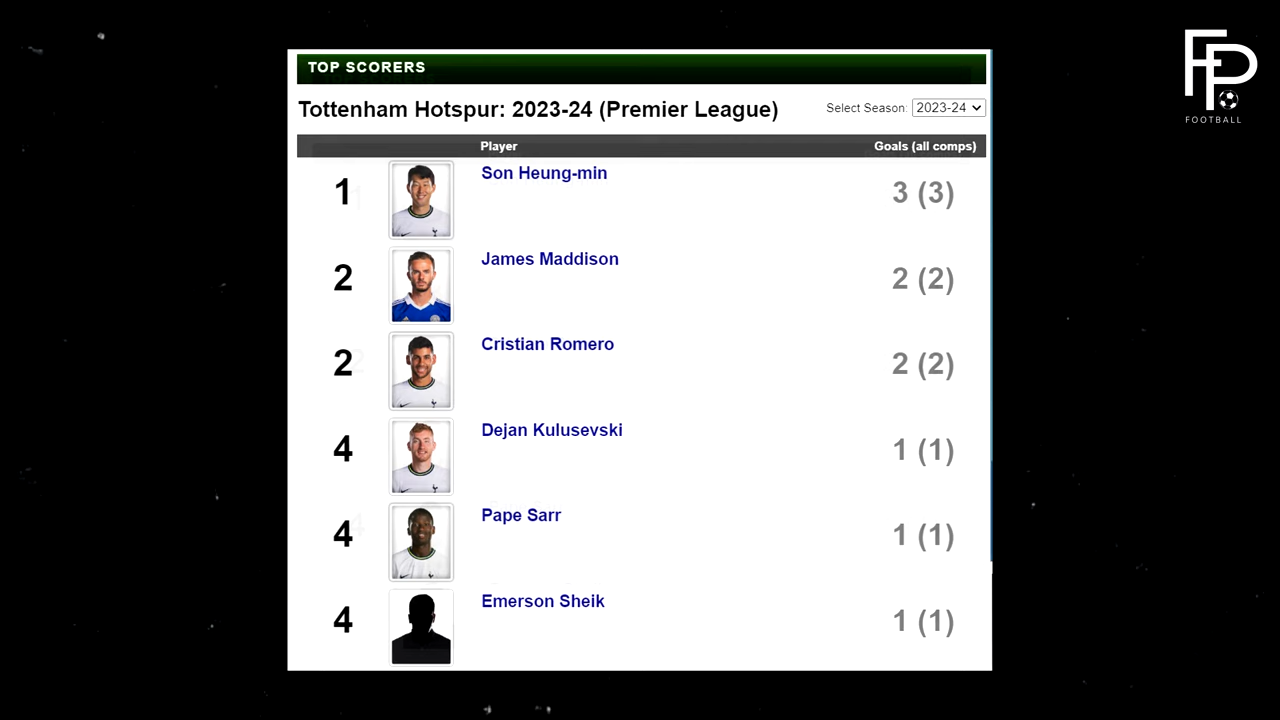 FP
FOOTBALL
TOP SCORERS
Tottenham Hotspur: 2023-24 (Premier League)
Select Season: 2023-24
Player Goals (all comps)
1 Son Heung-min 3 (3)
2 James Maddison 2 (2)
2 Cristian Romero 2 (2)
4 Dejan Kulusevski 1 (1)
4 Pape Sarr 1 (1)
4 Emerson Sheik 1 (1)